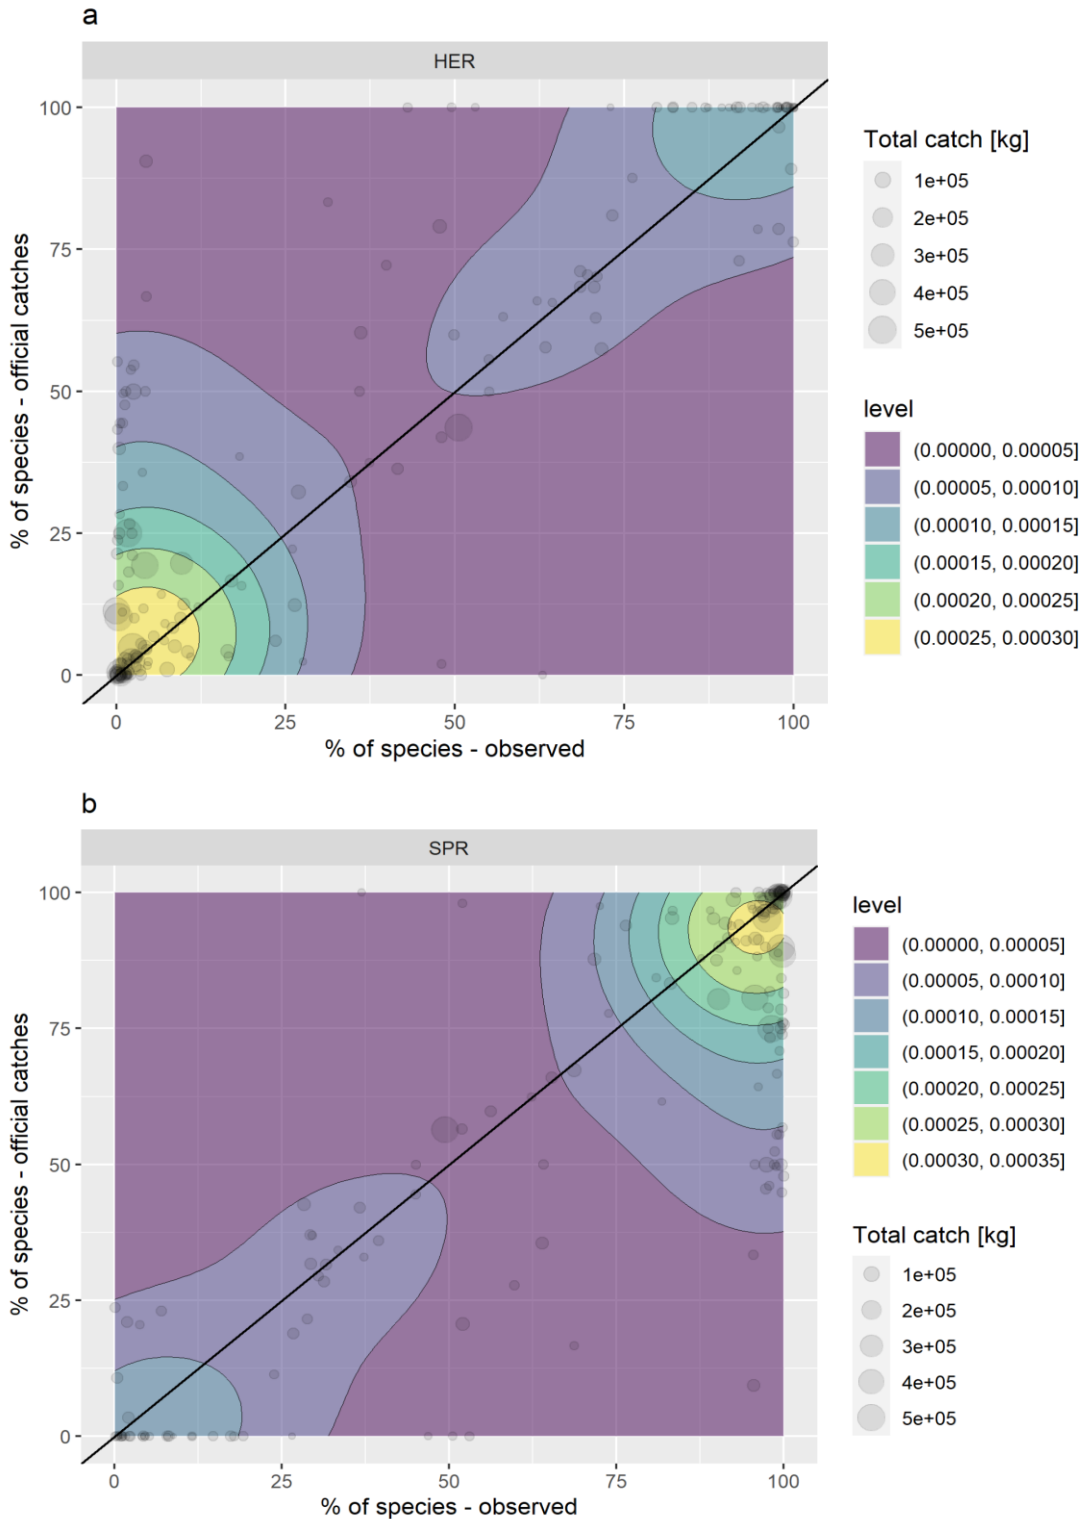 a
HER
100
75
50
25
0
% of species - official catches
0 25 50 75 100
% of species - observed
Total catch [kg]
1e+05
2e+05
3e+05
4e+05
5e+05
level
(0.00000, 0.00005]
(0.00005, 0.00010]
(0.00010, 0.00015]
(0.00015, 0.00020]
(0.00020, 0.00025]
(0.00025, 0.00030]
b
SPR
100
75
50
25
0
% of species - official catches
0 25 50 75 100
% of species - observed
level
(0.00000, 0.00005]
(0.00005, 0.00010]
(0.00010, 0.00015]
(0.00015, 0.00020]
(0.00020, 0.00025]
(0.00025, 0.00030]
(0.00030, 0.00035]
Total catch [kg]
1e+05
2e+05
3e+05
4e+05
5e+05